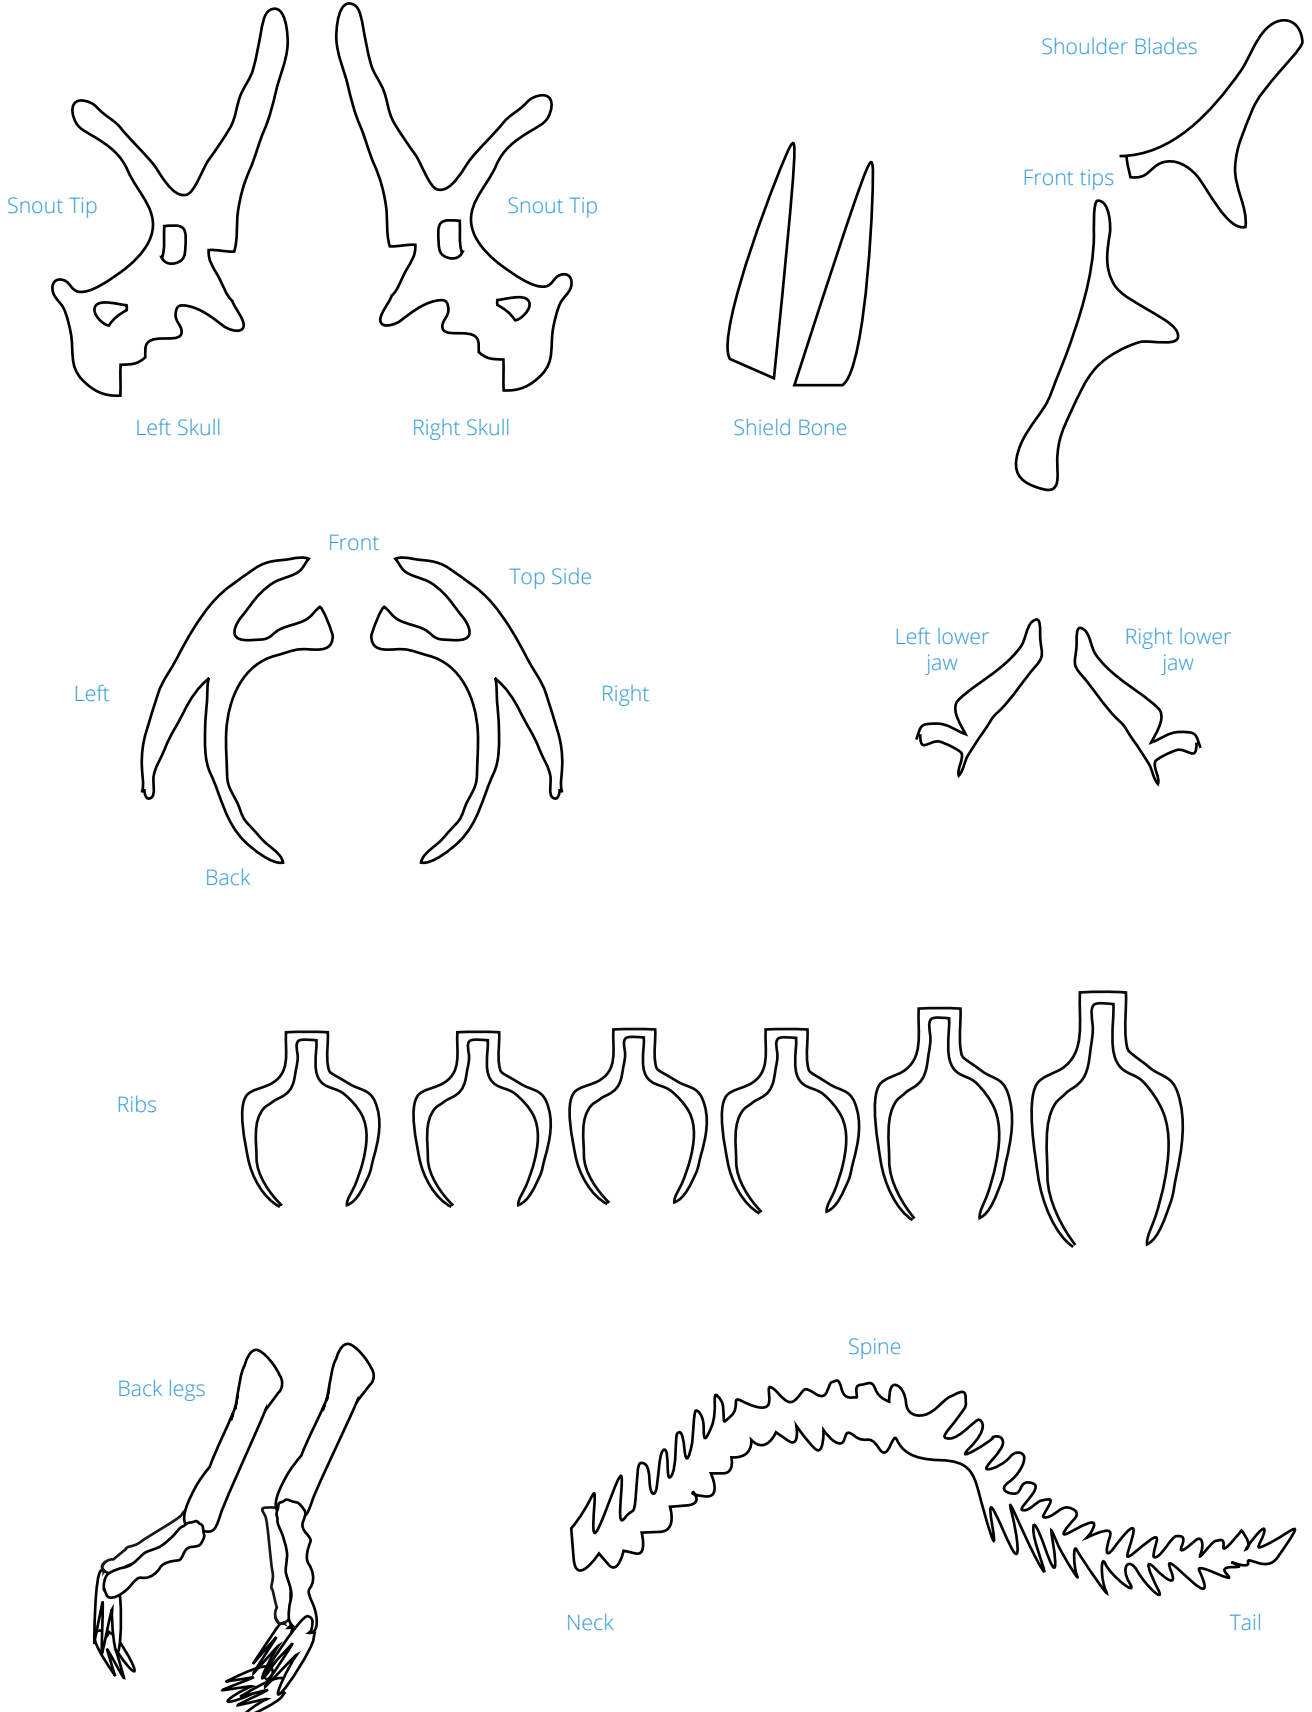 Shoulder Blades
Front tips
Snout Tip
Snout Tip
Left Skull
Right Skull
Shield Bone
Front
Top Side
Left
Right
Back
Left lower
jaw
Right lower
jaw
Ribs
Back legs
Spine
Neck
Tail